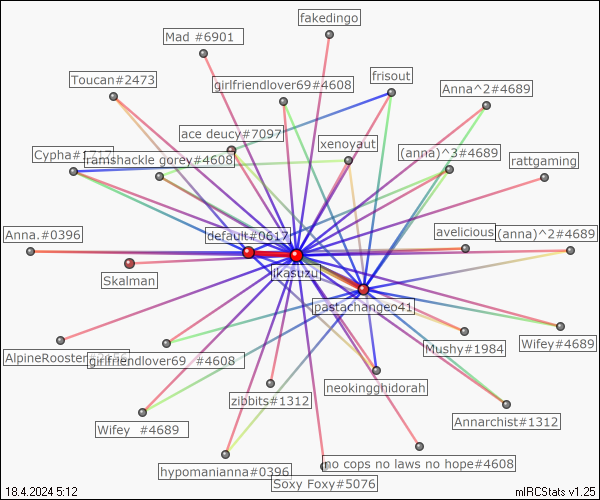 fakedingo
Mad #6901
Toucan#2473
girlfriendlover69#4608
frisout
Anna^2#4689
ace deucy#7097
xenoyaut
Cypha#1717
ramshackle gorey#4608
(anna)^3#4689
rattgaming
Anna.#0396
default#0617
avelicious
(anna)^2#4689
Skalman
jkasuzu
pastachangeo41
AlpineRooster
girlfriendlover69 #4608
Mushy#1984
Wifey#4689
neokingghidorah
zibbits#1312
Annarchist#1312
Wifey #4689
hypomanianna#0396
no cops no laws no hope#4608
Soxy Foxy#5076
18.4.2024 5:12
mIRCStats v1.25